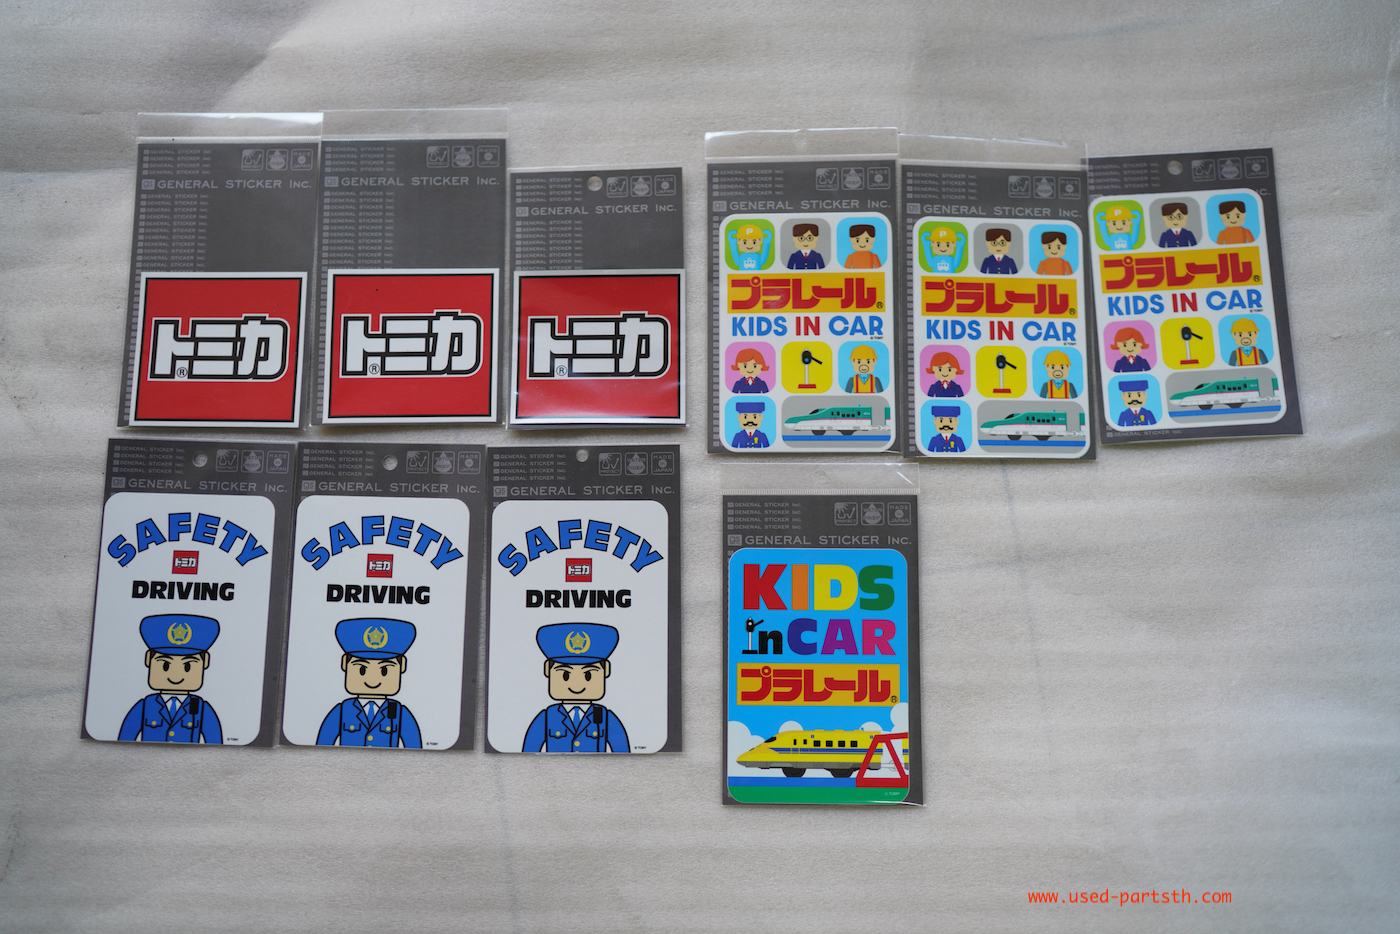 GENERAL STICKER Inc.
トミカ®
GENERAL STICKER Inc.
トミカ®
GENERAL STICKER Inc.
トミカ®
GENERAL STICKER Inc.
P
プラレール®
KIDS IN CAR
GENERAL STICKER Inc.
P
プラレール®
KIDS IN CAR
P
プラレール
KIDS IN CAR
GENERAL STICKER Inc.
SAFETY
トミカ
DRIVING
© TOMY
GENERAL STICKER Inc.
SAFETY
トミカ
DRIVING
© TOMY
GENERAL STICKER Inc.
SAFETY
トミカ
DRIVING
© TOMY
GENERAL STICKER Inc.
KIDS
in CAR
プラレール®
© TOMY
www.used-partsth.com